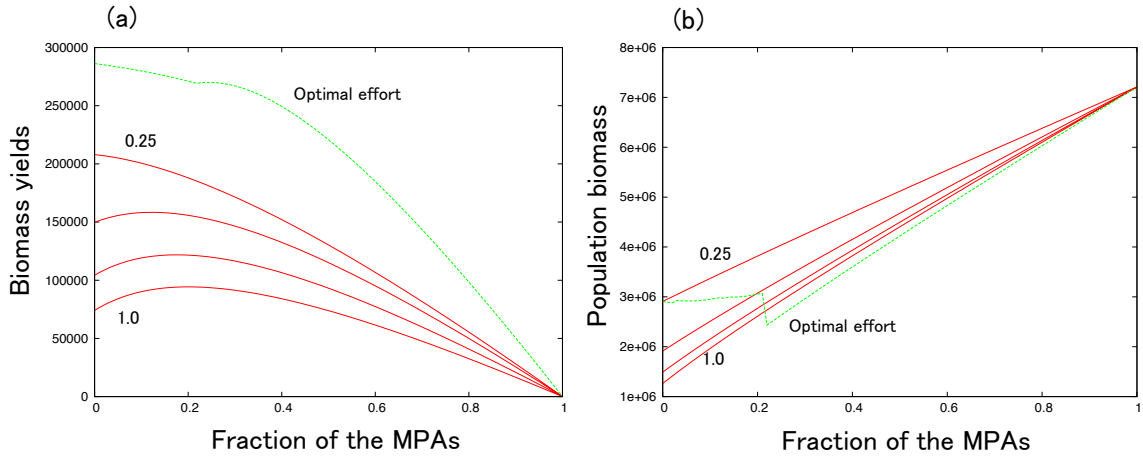 (a)
300000
250000
200000
150000
100000
50000
0
Biomass yields
Optimal effort
0.25
1.0
0 0.2 0.4 0.6 0.8 1
Fraction of the MPAs
(b)
8e+06
7e+06
6e+06
5e+06
4e+06
3e+06
2e+06
1e+06
Population biomass
0.25
Optimal effort
1.0
0 0.2 0.4 0.6 0.8 1
Fraction of the MPAs